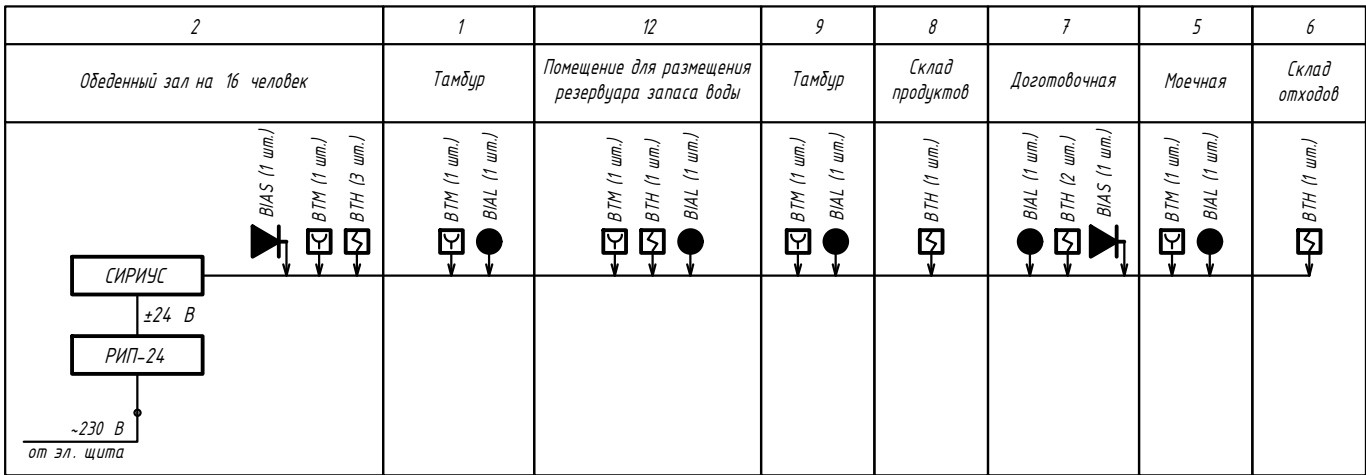 2
1
12
9
8
7
5
6
Обеденный зал на 16 человек
Тамбур
Помещение для размещения
резервуара запаса воды
Тамбур
Склад
продуктов
Доготовочная
Моечная
Склад
отходов
BIAS (1 шт.)
BTM (1 шт.)
BTH (3 шт.)
BTM (1 шт.)
BIAL (1 шт.)
BTM (1 шт.)
BTH (1 шт.)
BIAL (1 шт.)
BTM (1 шт.)
BIAL (1 шт.)
BTH (1 шт.)
BIAL (1 шт.)
BTH (2 шт.)
BIAS (1 шт.)
BTM (1 шт.)
BIAL (1 шт.)
BTH (1 шт.)
СИРИУС
±24 В
РИП-24
~230 В
от эл. щита